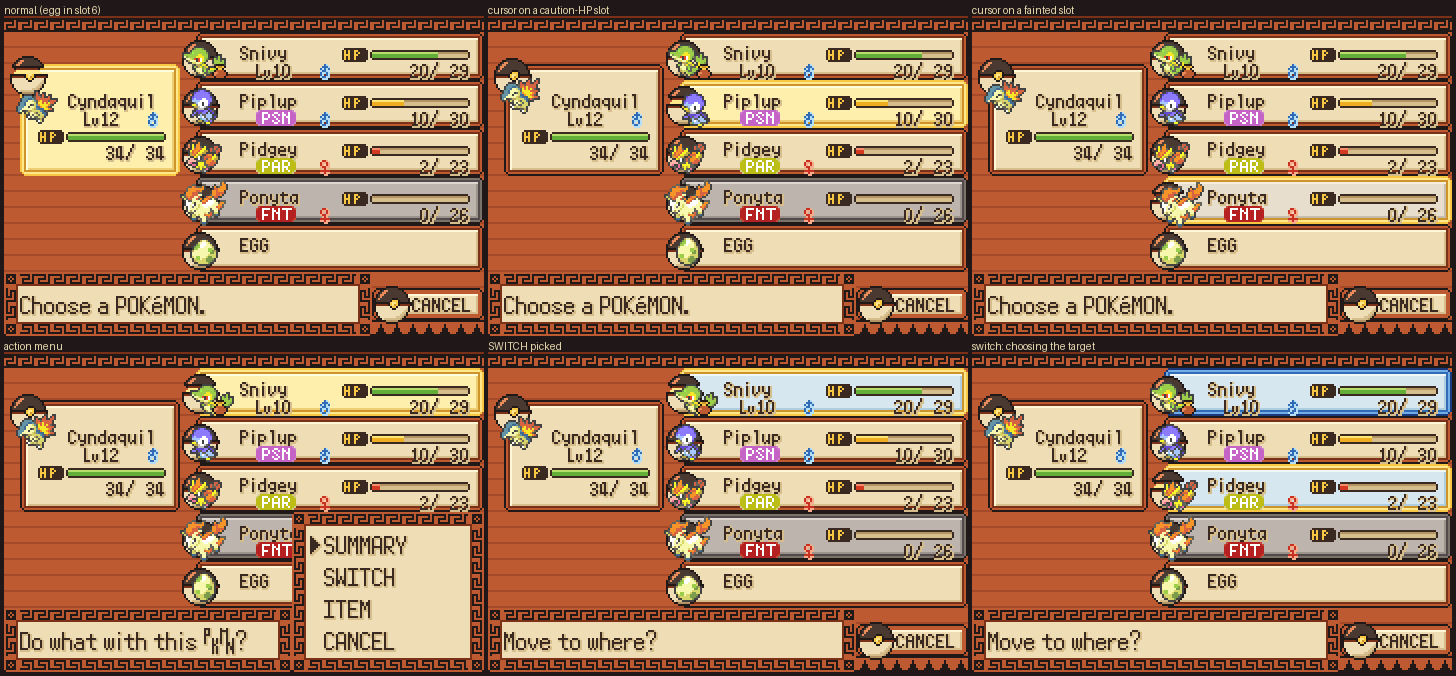 normal (egg in slot 6)
Cyndaquil
Lv12 ♂
HP
34/ 34
Snivy HP
Lv10 ♂ 20/ 29
Piplup HP
PSN ♂ 10/ 30
Pidgey HP
PAR ♀ 2/ 23
Ponyta HP
FNT ♀ 0/ 26
EGG
Choose a POKéMON.
CANCEL
cursor on a caution-HP slot
Cyndaquil
Lv12 ♂
HP
34/ 34
Snivy HP
Lv10 ♂ 20/ 29
Piplup HP
PSN ♂ 10/ 30
Pidgey HP
PAR ♀ 2/ 23
Ponyta HP
FNT ♀ 0/ 26
EGG
Choose a POKéMON.
CANCEL
cursor on a fainted slot
Cyndaquil
Lv12 ♂
HP
34/ 34
Snivy HP
Lv10 ♂ 20/ 29
Piplup HP
PSN ♂ 10/ 30
Pidgey HP
PAR ♀ 2/ 23
Ponyta HP
FNT ♀ 0/ 26
EGG
Choose a POKéMON.
CANCEL
action menu
Cyndaquil
Lv12 ♂
HP
34/ 34
Snivy HP
Lv10 ♂ 20/ 29
Piplup HP
PSN ♂ 10/ 30
Pidgey HP
PAR ♀ 2/ 23
Ponyt
FNT
EGG
▶SUMMARY
SWITCH
ITEM
CANCEL
Do what with this PKMN?
SWITCH picked
Cyndaquil
Lv12 ♂
HP
34/ 34
Snivy HP
Lv10 ♂ 20/ 29
Piplup HP
PSN ♂ 10/ 30
Pidgey HP
PAR ♀ 2/ 23
Ponyta HP
FNT ♀ 0/ 26
EGG
Move to where?
CANCEL
switch: choosing the target
Cyndaquil
Lv12 ♂
HP
34/ 34
Snivy HP
Lv10 ♂ 20/ 29
Piplup HP
PSN ♂ 10/ 30
Pidgey HP
PAR ♀ 2/ 23
Ponyta HP
FNT ♀ 0/ 26
EGG
Move to where?
CANCEL